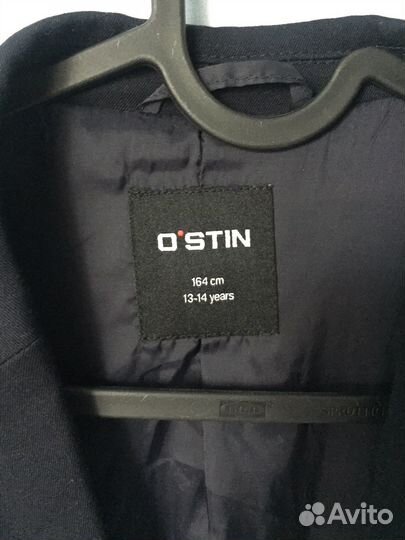 O'STIN
164 cm
13-14 years
Avito